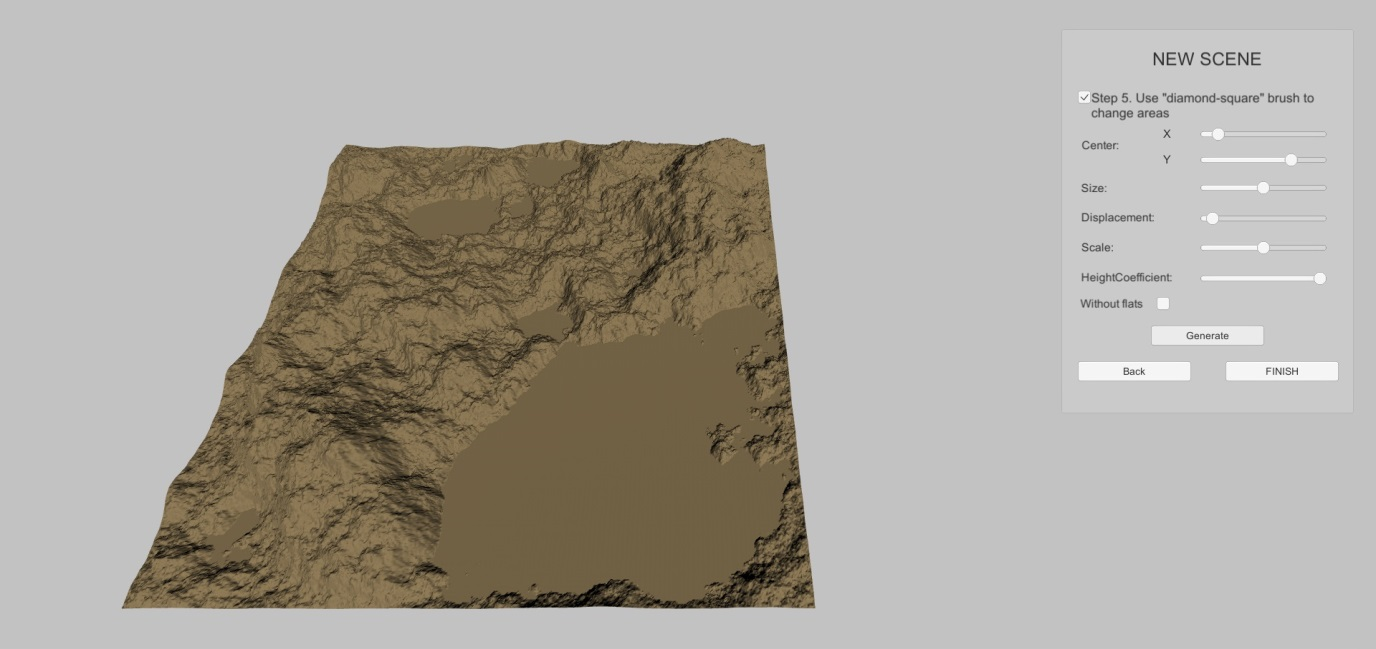 NEW SCENE
Step 5. Use "diamond-square" brush to
change areas
X
Center:
Y
Size:
Displacement:
Scale:
HeightCoefficient:
Without flats
Generate
Back FINISH